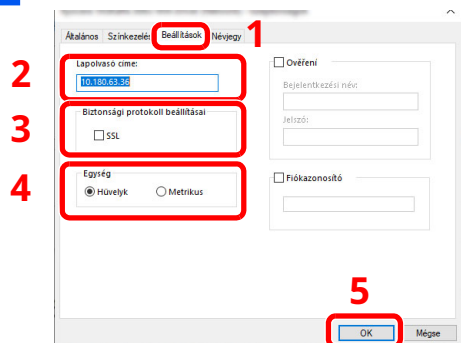 1
Általános Színkezelés Beállítások Névjegy
2
Lapolvasó címe:
10.180.63.36
3
Biztonsági protokoll beállításai
SSL
4
Egység
Hüvelyk Metrikus
Ověření
Bejelentkezési név:
Jelszó:
Fiókazonosító
5
OK Mégse